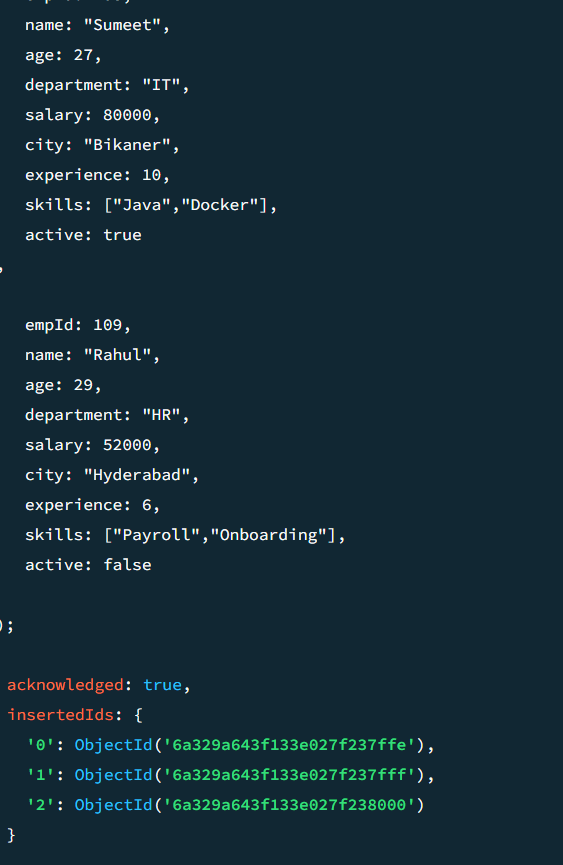 name: "Sumeet",
age: 27,
department: "IT",
salary: 80000,
city: "Bikaner",
experience: 10,
skills: ["Java","Docker"],
active: true
,
empId: 109,
name: "Rahul",
age: 29,
department: "HR",
salary: 52000,
city: "Hyderabad",
experience: 6,
skills: ["Payroll","Onboarding"],
active: false
);
acknowledged: true,
insertedIds: {
'0': ObjectId('6a329a643f133e027f237ffe'),
'1': ObjectId('6a329a643f133e027f237fff'),
'2': ObjectId('6a329a643f133e027f238000')
}